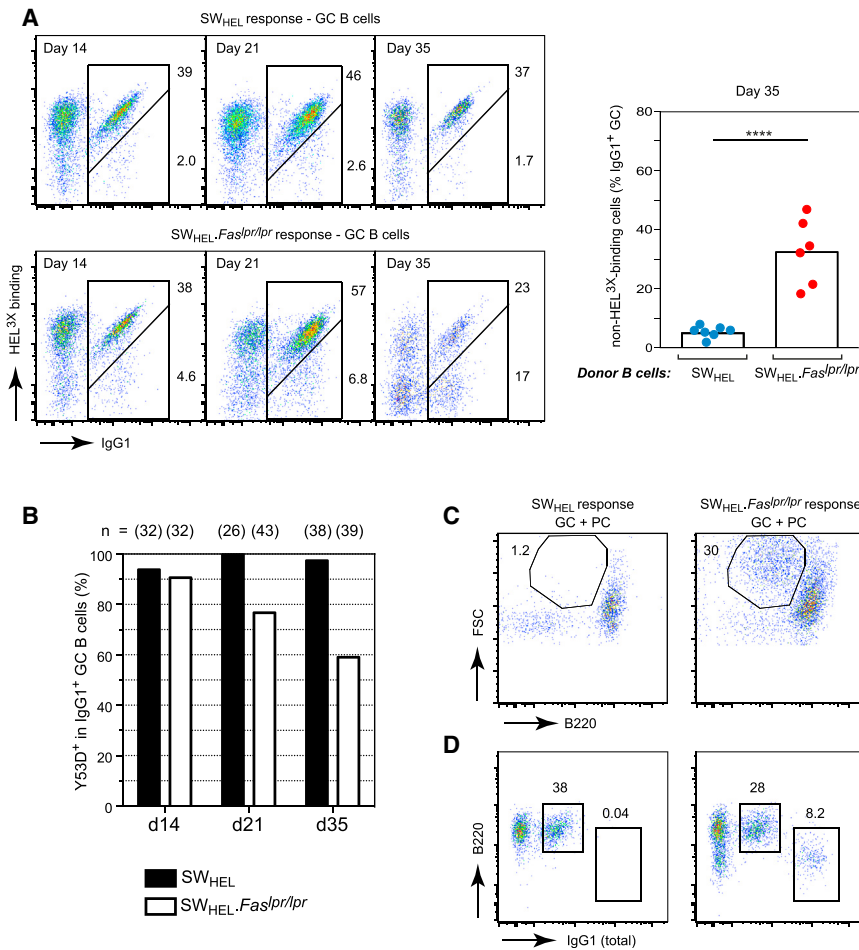 A
SW_HEL response - GC B cells
Day 14
39
2.0
Day 21
46
2.6
Day 35
37
1.7
SW_HEL.Fas^lpr/lpr response - GC B cells
Day 14
38
4.6
Day 21
57
6.8
Day 35
23
17
HEL^3X binding
IgG1
Day 35
non-HEL^3X-binding cells (% IgG1^+ GC)
80
60
40
20
0
****
Donor B cells:
SW_HEL
SW_HEL.Fas^lpr/lpr
B
n = (32) (32) (26) (43) (38) (39)
Y53D^+ in IgG1^+ GC B cells (%)
100
80
60
40
20
0
d14
d21
d35
SW_HEL
SW_HEL.Fas^lpr/lpr
C
SW_HEL response
GC + PC
1.2
SW_HEL.Fas^lpr/lpr response
GC + PC
30
FSC
B220
D
38
0.04
28
8.2
B220
IgG1 (total)